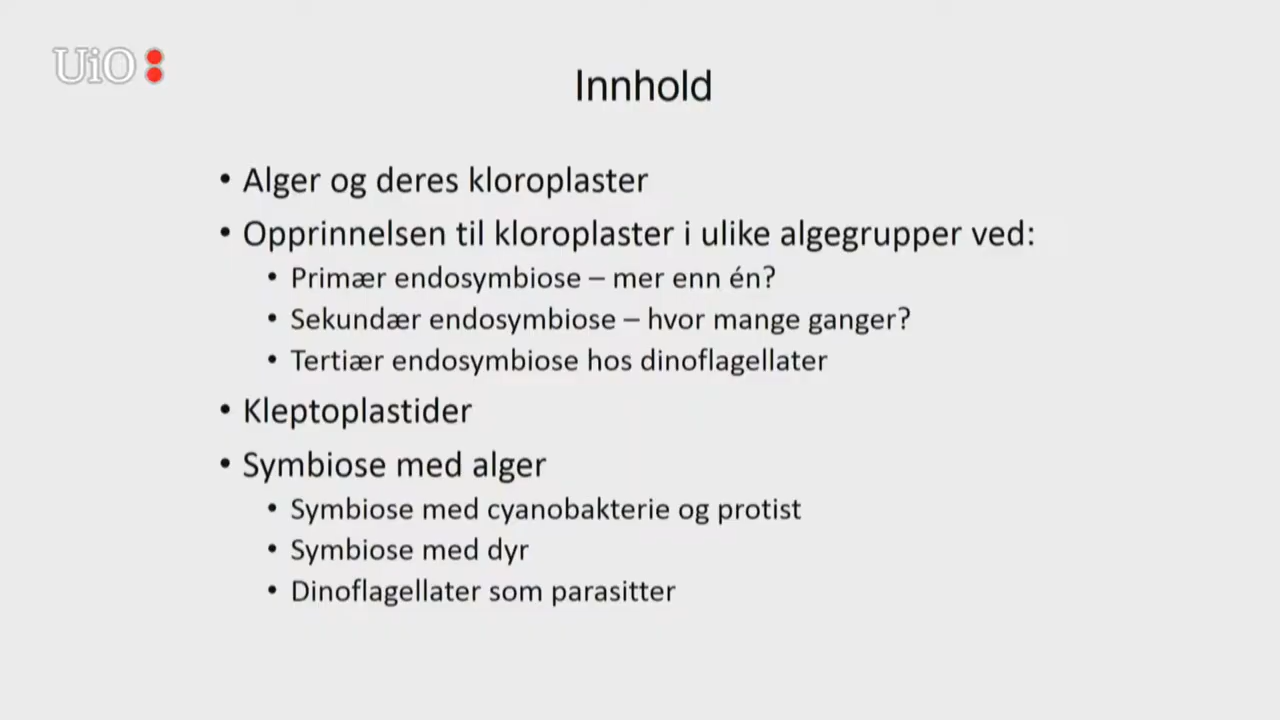 UiO:
Innhold
• Alger og deres kloroplaster
• Opprinnelsen til kloroplaster i ulike algegrupper ved:
• Primær endosymbiose – mer enn én?
• Sekundær endosymbiose – hvor mange ganger?
• Tertiær endosymbiose hos dinoflagellater
• Kleptoplastider
• Symbiose med alger
• Symbiose med cyanobakterie og protist
• Symbiose med dyr
• Dinoflagellater som parasitter